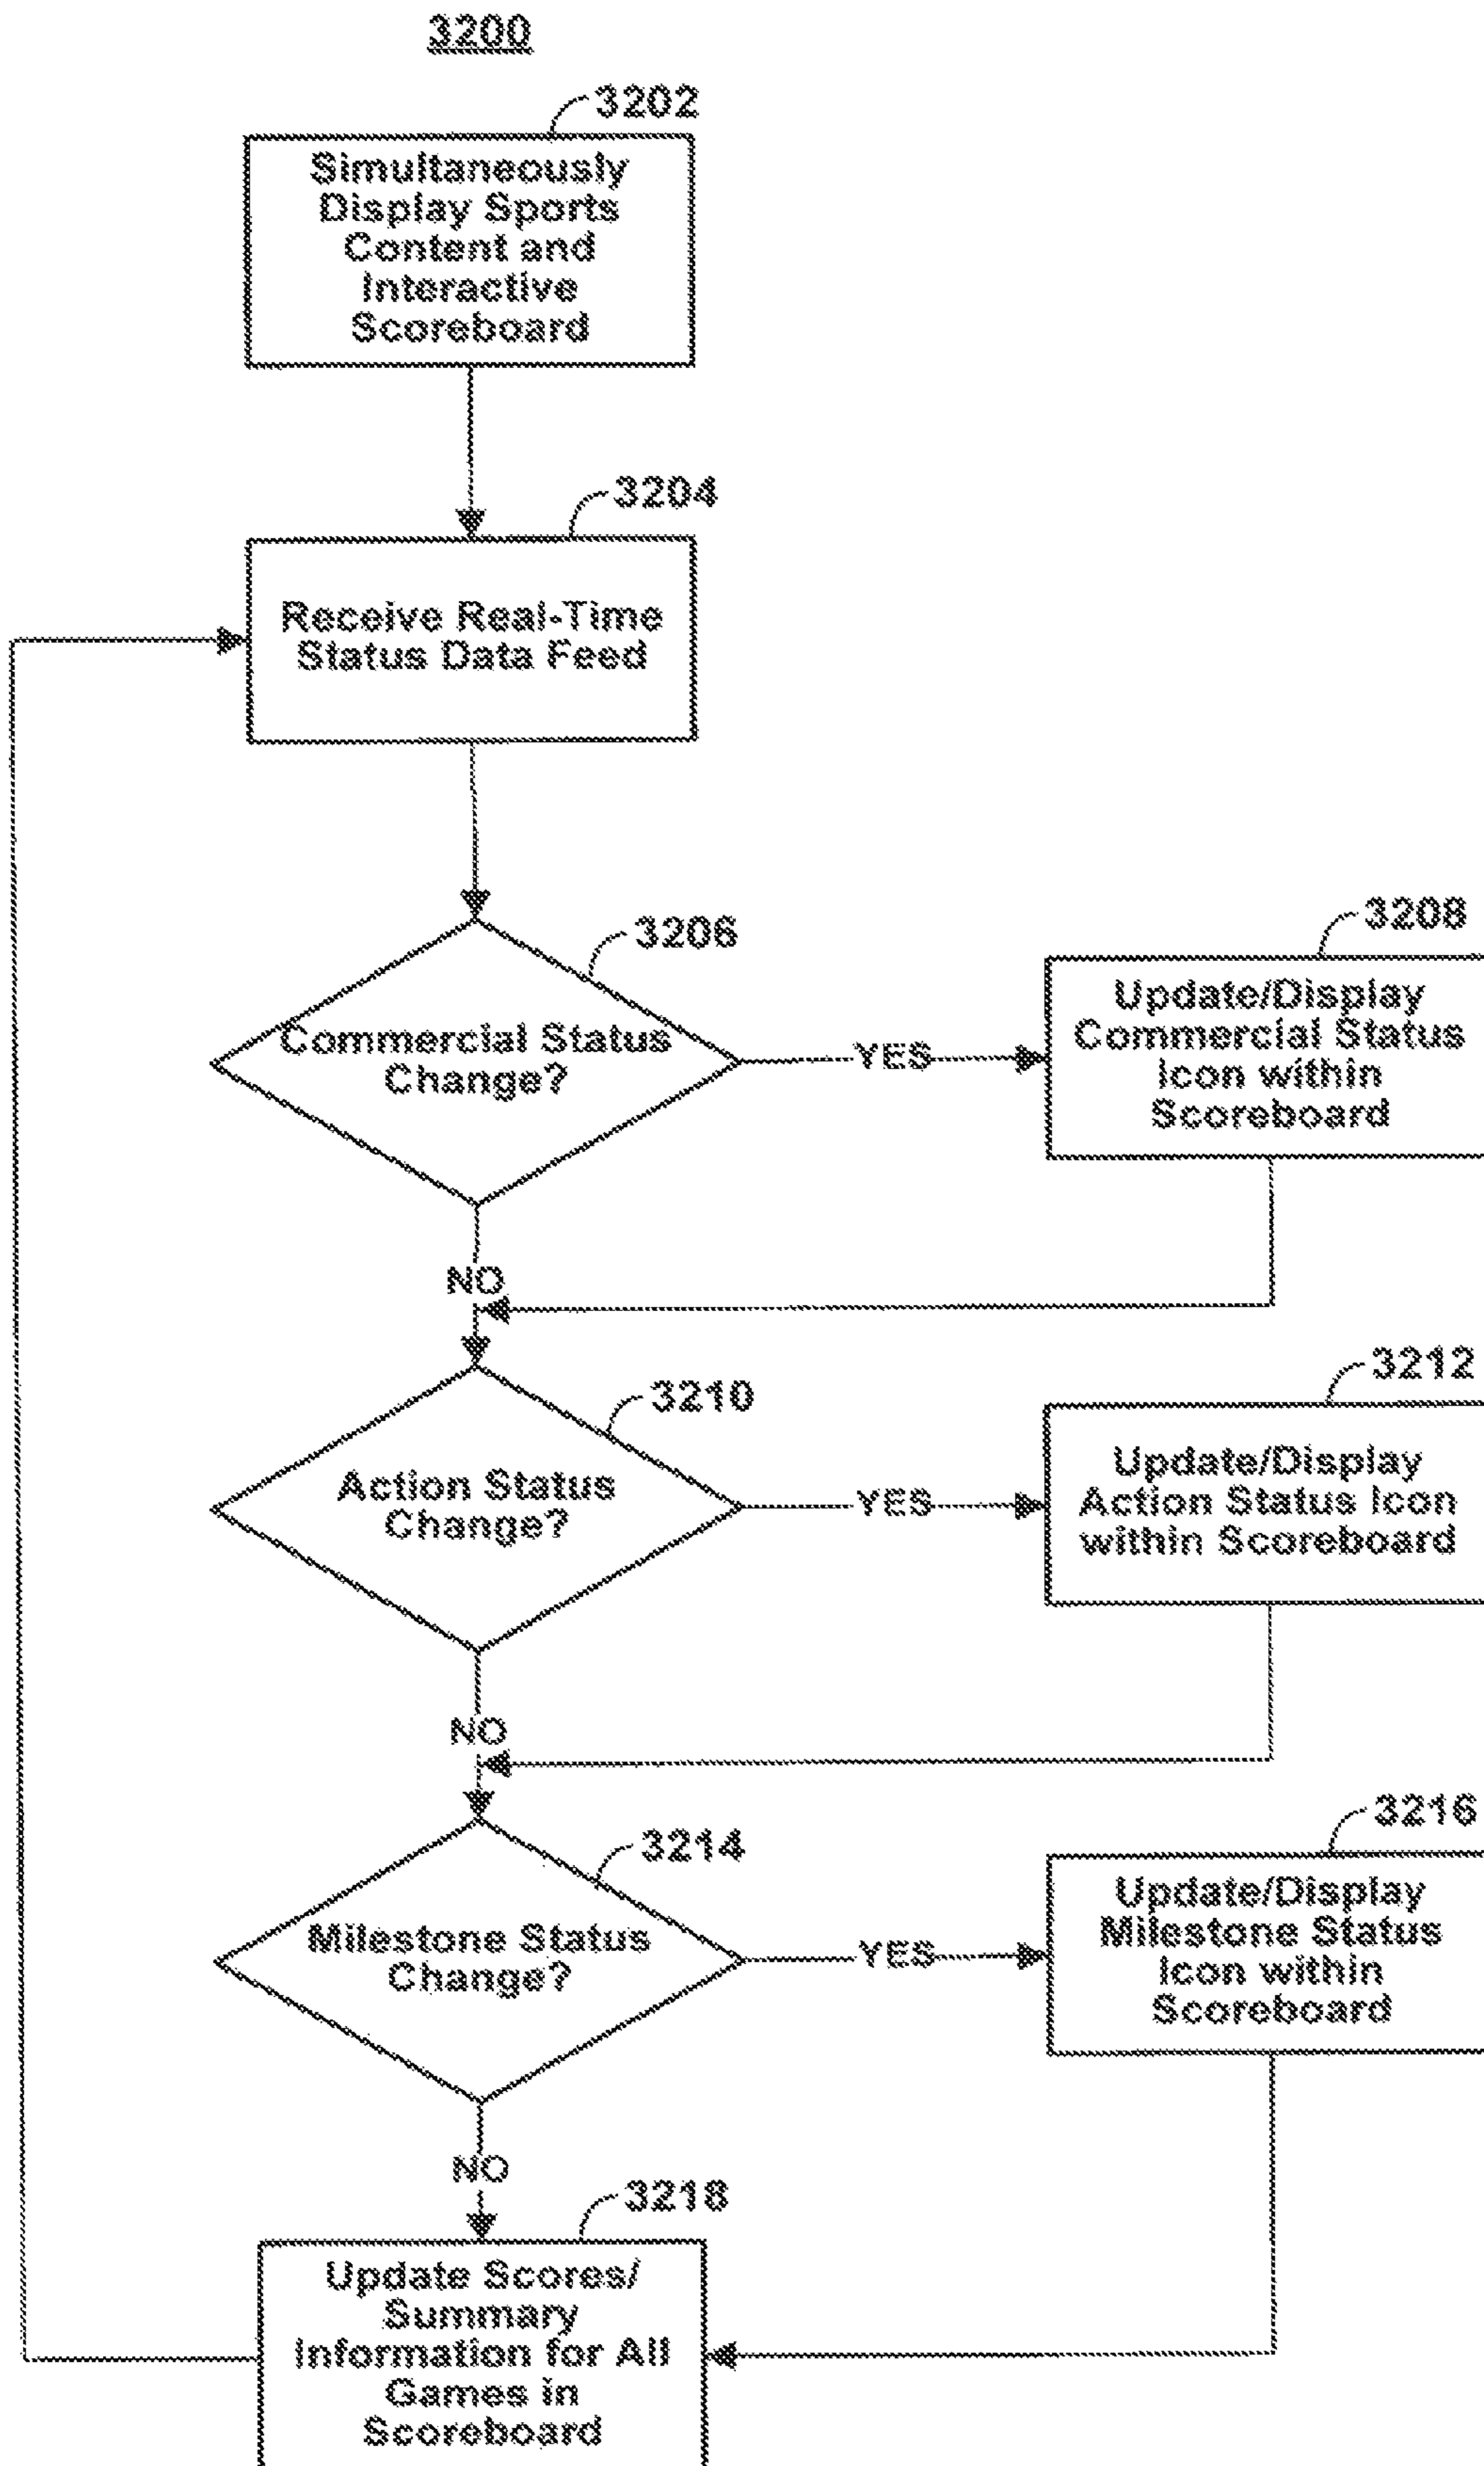 3200
3202
Simultaneously
Display Sports
Content and
Interactive
Scoreboard
3204
Receive Real-Time
Status Data Feed
3206
Commercial Status
Change?
YES
3208
Update/Display
Commercial Status
Icon within
Scoreboard
NO
3210
Action Status
Change?
YES
3212
Update/Display
Action Status Icon
within Scoreboard
NO
3214
Milestone Status
Change?
YES
3216
Update/Display
Milestone Status
Icon within
Scoreboard
NO
3218
Update Scores/
Summary
Information for All
Games in
Scoreboard